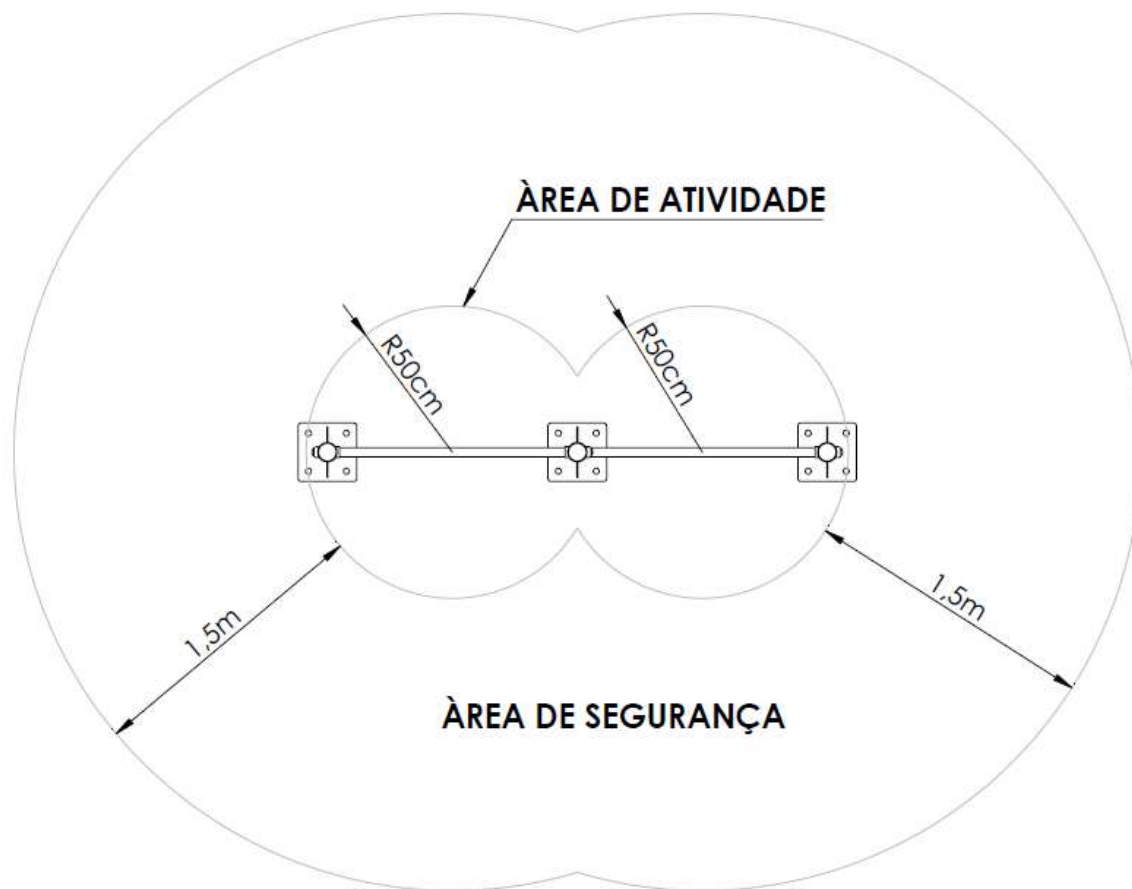 ÀREA DE ATIVIDADE
R50cm
R50cm
1,5m
1,5m
ÀREA DE SEGURANÇA